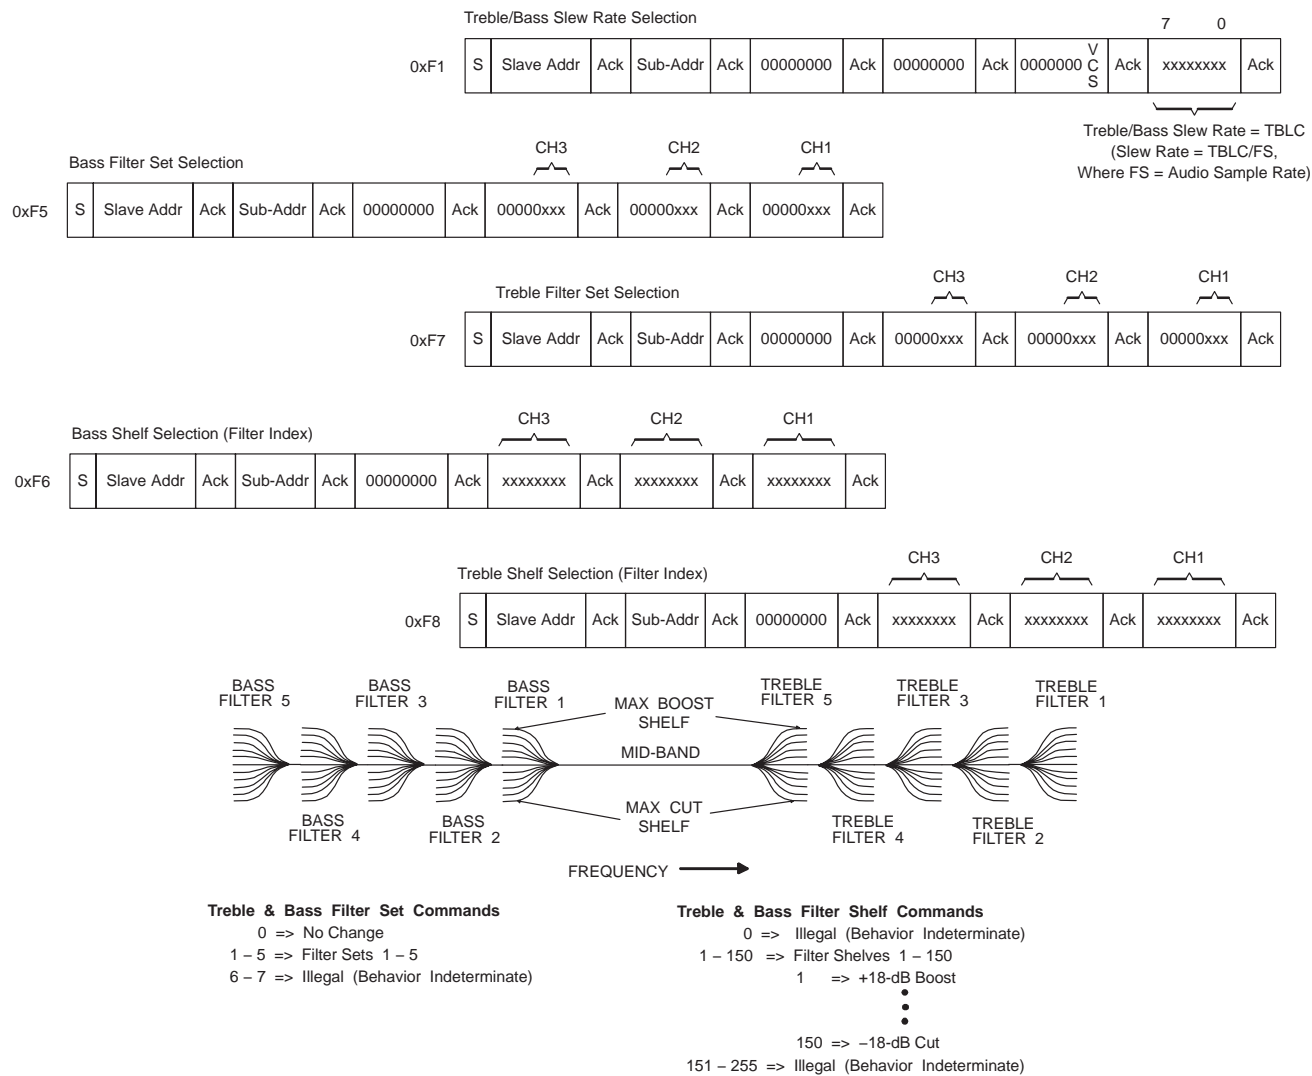 Treble/Bass Slew Rate Selection
7 0
0xF1 S Slave Addr Ack Sub-Addr Ack 00000000 Ack 00000000 Ack 0000000 VCS Ack xxxxxxxx Ack
Treble/Bass Slew Rate = TBLC
(Slew Rate = TBLC/FS,
Where FS = Audio Sample Rate)
Bass Filter Set Selection
CH3 CH2 CH1
0xF5 S Slave Addr Ack Sub-Addr Ack 00000000 Ack 00000xxx Ack 00000xxx Ack 00000xxx Ack
Treble Filter Set Selection
CH3 CH2 CH1
0xF7 S Slave Addr Ack Sub-Addr Ack 00000000 Ack 00000xxx Ack 00000xxx Ack 00000xxx Ack
Bass Shelf Selection (Filter Index)
CH3 CH2 CH1
0xF6 S Slave Addr Ack Sub-Addr Ack 00000000 Ack xxxxxxxx Ack xxxxxxxx Ack xxxxxxxx Ack
Treble Shelf Selection (Filter Index)
CH3 CH2 CH1
0xF8 S Slave Addr Ack Sub-Addr Ack 00000000 Ack xxxxxxxx Ack xxxxxxxx Ack xxxxxxxx Ack
BASS
FILTER 5
BASS
FILTER 3
BASS
FILTER 1
MAX BOOST
SHELF
TREBLE
FILTER 5
TREBLE
FILTER 3
TREBLE
FILTER 1
MID-BAND
BASS
FILTER 4
BASS
FILTER 2
MAX CUT
SHELF
TREBLE
FILTER 4
TREBLE
FILTER 2
FREQUENCY
Treble & Bass Filter Set Commands
0 => No Change
1 – 5 => Filter Sets 1 – 5
6 – 7 => Illegal (Behavior Indeterminate)
Treble & Bass Filter Shelf Commands
0 => Illegal (Behavior Indeterminate)
1 – 150 => Filter Shelves 1 – 150
1 => +18-dB Boost
150 => –18-dB Cut
151 – 255 => Illegal (Behavior Indeterminate)